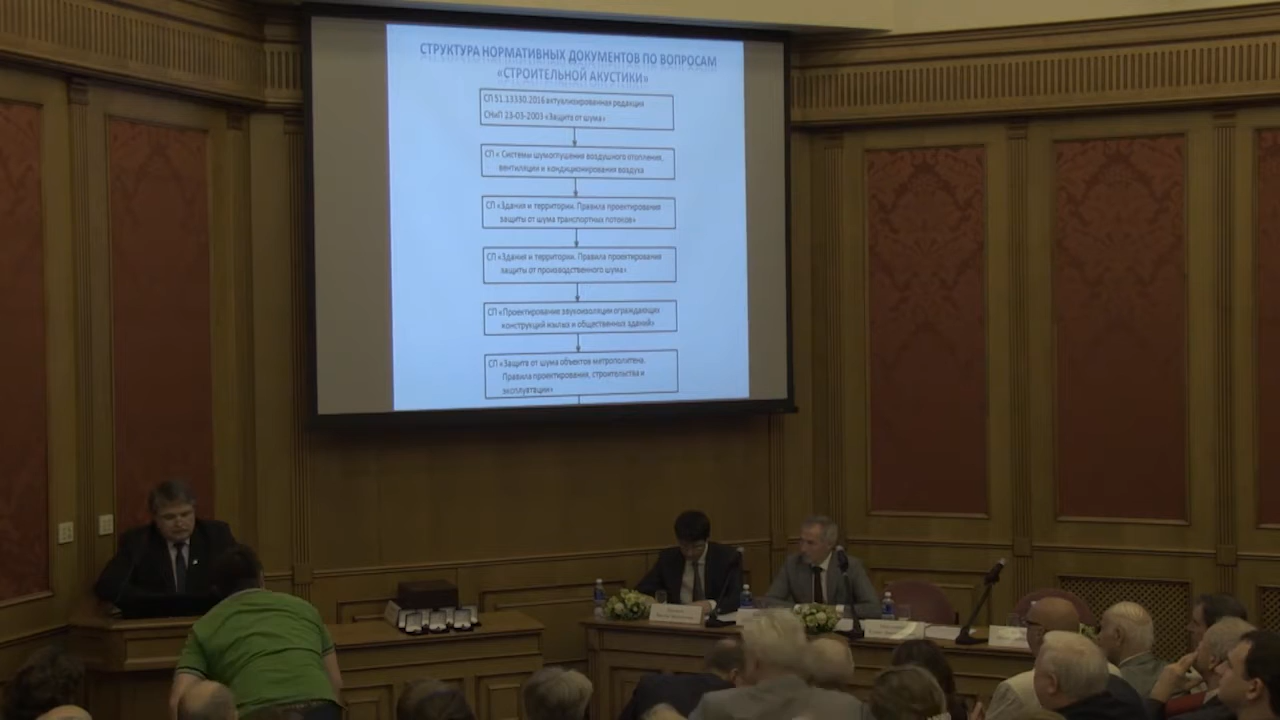 СТРУКТУРА НОРМАТИВНЫХ ДОКУМЕНТОВ ПО ВОПРОСАМ
«СТРОИТЕЛЬНОЙ АКУСТИКИ»
СП 51.13330.2016 актуализированная редакция
СНиП 23-03-2003 «Защита от шума»
СП « Системы шумоглушения воздушного отопления,
вентиляции и кондиционирования воздуха
СП «Здания и территории. Правила проектирования
защиты от шума транспортных потоков»
СП «Здания и территории. Правила проектирования
защиты от производственного шума»
СП «Проектирование звукоизоляции ограждающих
конструкций жилых и общественных зданий»
СП «Защита от шума объектов метрополитена.
Правила проектирования, строительства и
эксплуатации»